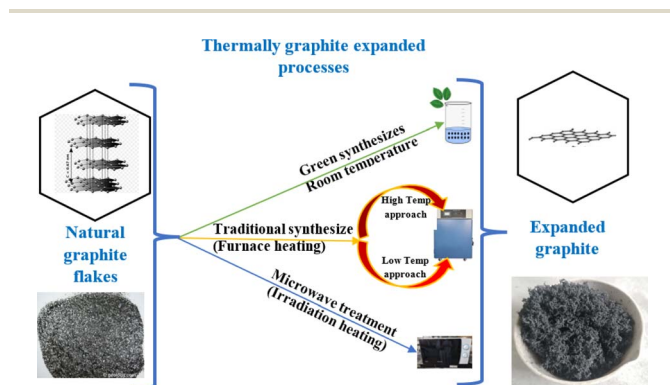 Thermally graphite expanded
processes
Green synthesizes
Room temperature
High Temp
approach
Traditional synthesize
(Furnace heating)
Low Temp
approach
Microwave treatment
(Irradiation heating)
Natural
graphite
flakes
Expanded
graphite